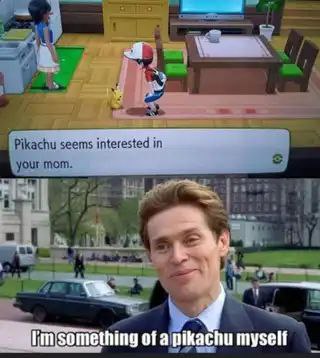 Pikachu seems interested in
your mom.
I'm something of a pikachu myself